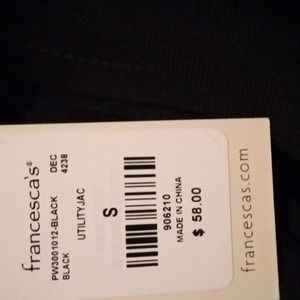 francesca's®
PW3001012-BLACK DEC
BLACK 4238
UTILITYJAC
S
906210
MADE IN CHINA
$ 58.00
francescas.com